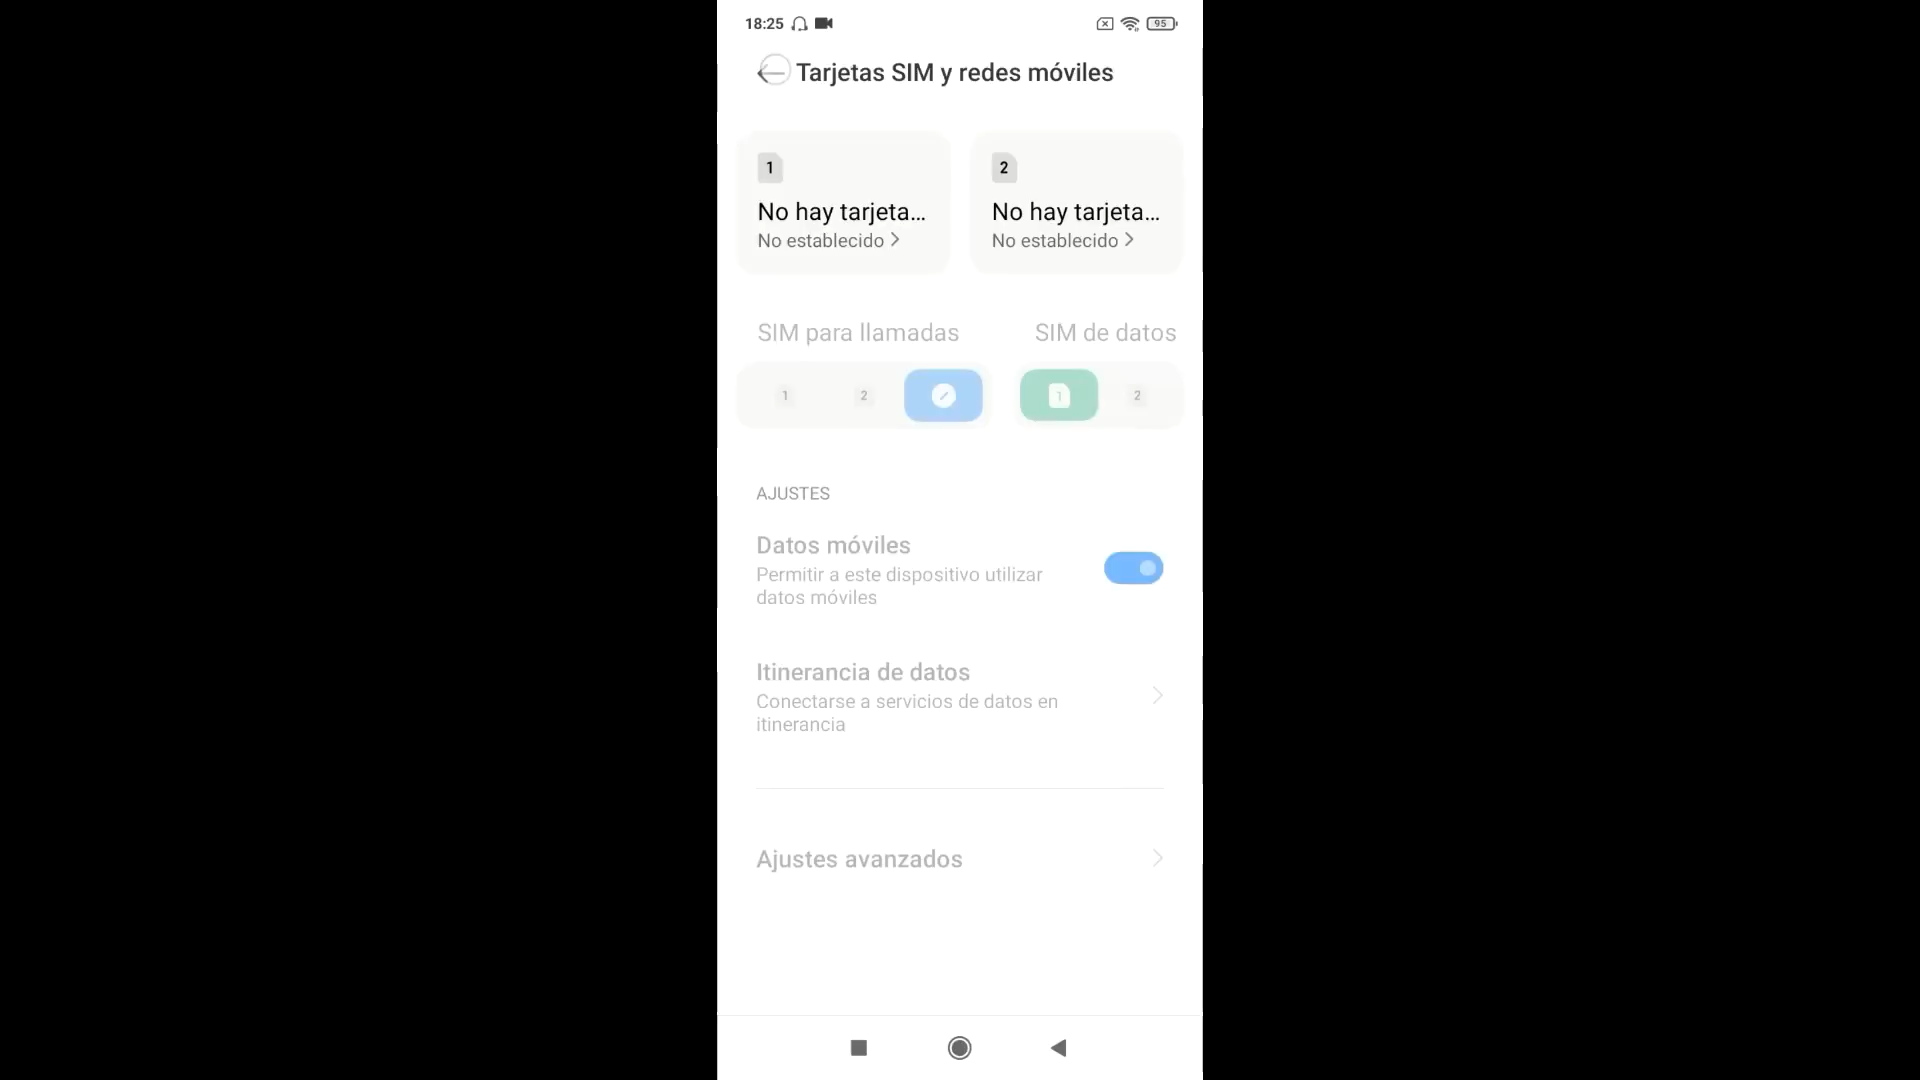 18:25
95
Tarjetas SIM y redes móviles
1
2
No hay tarjeta...
No hay tarjeta...
No establecido
No establecido
SIM para llamadas
SIM de datos
1
2
1
2
AJUSTES
Datos móviles
Permitir a este dispositivo utilizar
datos móviles
Itinerancia de datos
Conectarse a servicios de datos en
itinerancia
Ajustes avanzados